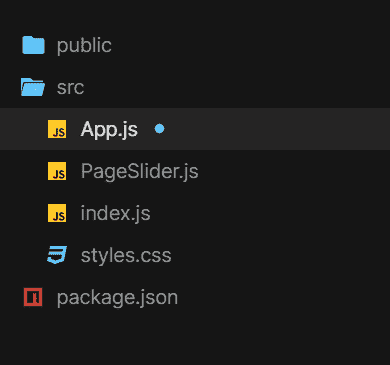 public
src
JS App.js
JS PageSlider.js
JS index.js
styles.css
package.json